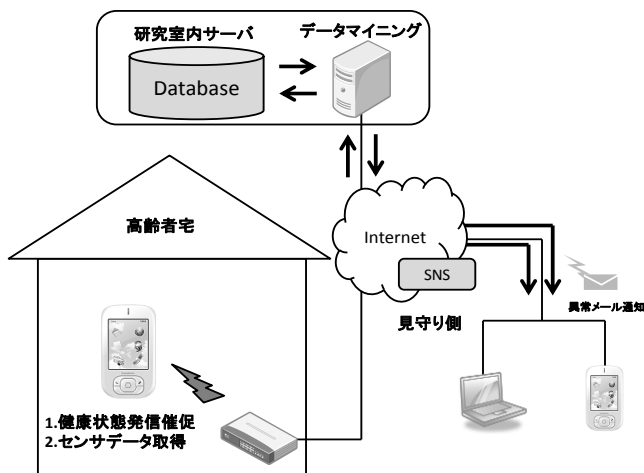 研究室内サーバ
データマイニング
Database
高齢者宅
Internet
SNS
見守り側
異常メール通知
1.健康状態発信催促
2.センサデータ取得